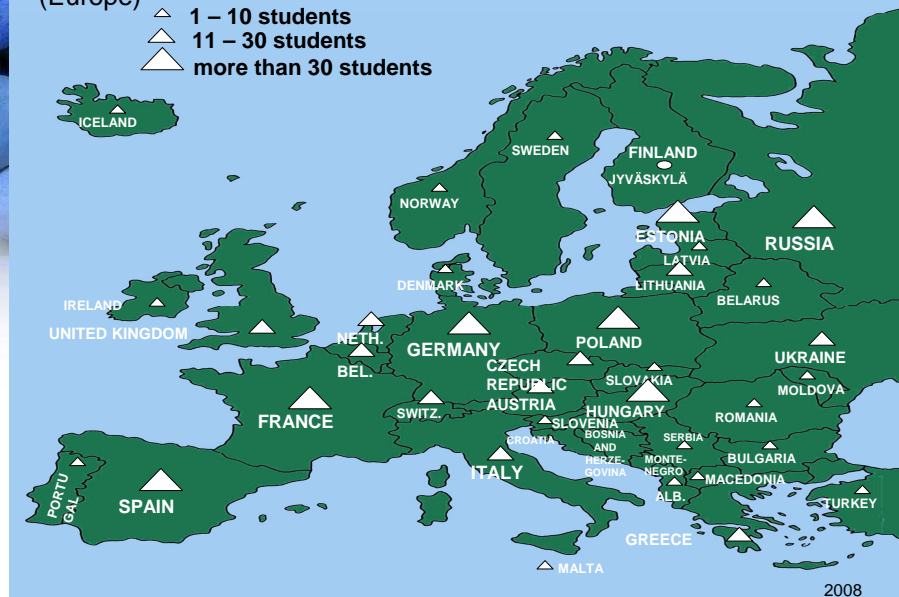 (Europe)
1 – 10 students
11 – 30 students
more than 30 students
ICELAND
SWEDEN
FINLAND
JYVÄSKYLÄ
NORWAY
ESTONIA
RUSSIA
LATVIA
DENMARK
LITHUANIA
BELARUS
IRELAND
UNITED KINGDOM
NETH.
GERMANY
POLAND
UKRAINE
BEL.
CZECH
REPUBLIC
SLOVAKIA
MOLDOVA
AUSTRIA
SWITZ.
HUNGARY
FRANCE
ROMANIA
SLOVENIA
CROATIA
BOSNIA
AND
HERZE-
GOVINA
SERBIA
BULGARIA
MONTE-
NEGRO
ITALY
MACEDONIA
ALB.
PORTU
GAL
SPAIN
TURKEY
GREECE
MALTA
2008